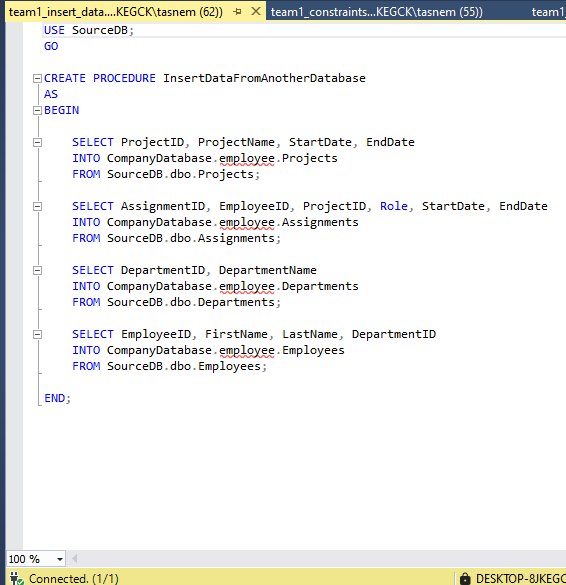 team1_insert_data....KEGCK\tasnem (62))
team1_constraints...KEGCK\tasnem (55))
team1
USE SourceDB;
GO
CREATE PROCEDURE InsertDataFromAnotherDatabase
AS
BEGIN
SELECT ProjectID, ProjectName, StartDate, EndDate
INTO CompanyDatabase.employee.Projects
FROM SourceDB.dbo.Projects;
SELECT AssignmentID, EmployeeID, ProjectID, Role, StartDate, EndDate
INTO CompanyDatabase.employee.Assignments
FROM SourceDB.dbo.Assignments;
SELECT DepartmentID, DepartmentName
INTO CompanyDatabase.employee.Departments
FROM SourceDB.dbo.Departments;
SELECT EmployeeID, FirstName, LastName, DepartmentID
INTO CompanyDatabase.employee.Employees
FROM SourceDB.dbo.Employees;
END;
100 %
Connected. (1/1)
DESKTOP-8JKEGC